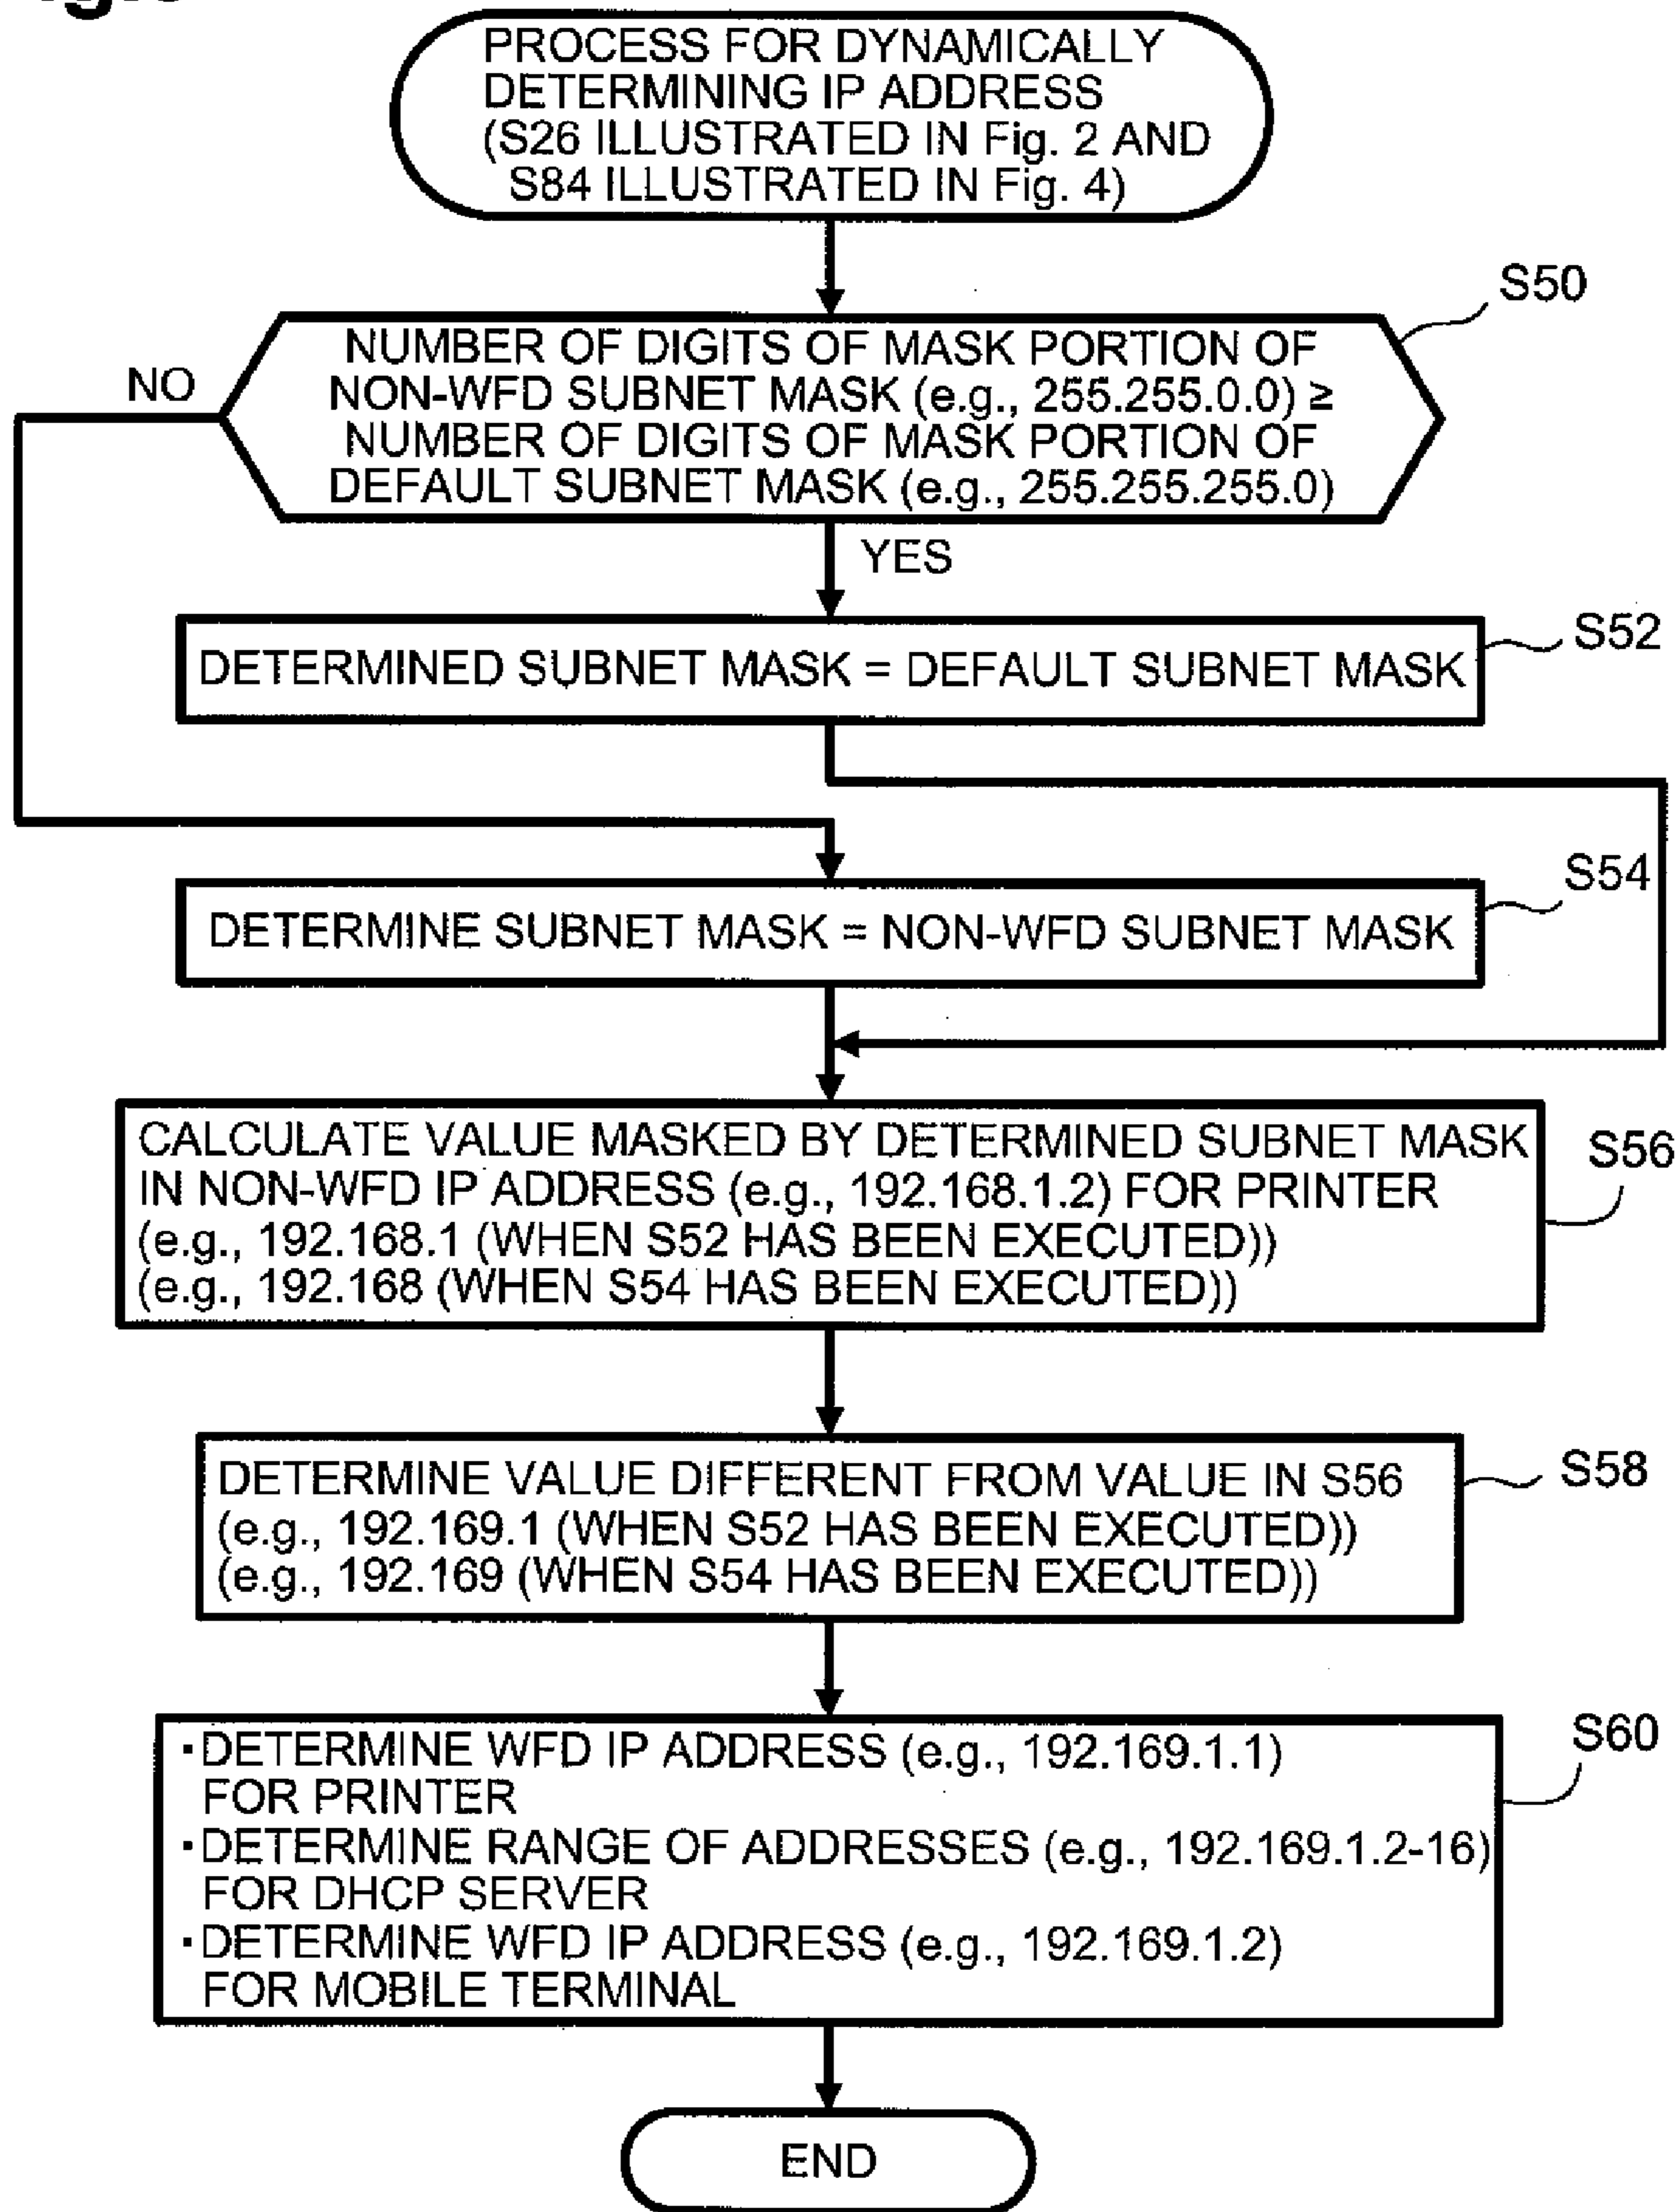 PROCESS FOR DYNAMICALLY
DETERMINING IP ADDRESS
(S26 ILLUSTRATED IN Fig. 2 AND
S84 ILLUSTRATED IN Fig. 4)
S50
NUMBER OF DIGITS OF MASK PORTION OF
NON-WFD SUBNET MASK (e.g., 255.255.0.0) ≥
NUMBER OF DIGITS OF MASK PORTION OF
DEFAULT SUBNET MASK (e.g., 255.255.255.0)
NO
YES
S52
DETERMINED SUBNET MASK = DEFAULT SUBNET MASK
S54
DETERMINE SUBNET MASK = NON-WFD SUBNET MASK
S56
CALCULATE VALUE MASKED BY DETERMINED SUBNET MASK
IN NON-WFD IP ADDRESS (e.g., 192.168.1.2) FOR PRINTER
(e.g., 192.168.1 (WHEN S52 HAS BEEN EXECUTED))
(e.g., 192.168 (WHEN S54 HAS BEEN EXECUTED))
S58
DETERMINE VALUE DIFFERENT FROM VALUE IN S56
(e.g., 192.169.1 (WHEN S52 HAS BEEN EXECUTED))
(e.g., 192.169 (WHEN S54 HAS BEEN EXECUTED))
S60
▪DETERMINE WFD IP ADDRESS (e.g., 192.169.1.1)
FOR PRINTER
▪DETERMINE RANGE OF ADDRESSES (e.g., 192.169.1.2-16)
FOR DHCP SERVER
▪DETERMINE WFD IP ADDRESS (e.g., 192.169.1.2)
FOR MOBILE TERMINAL
END